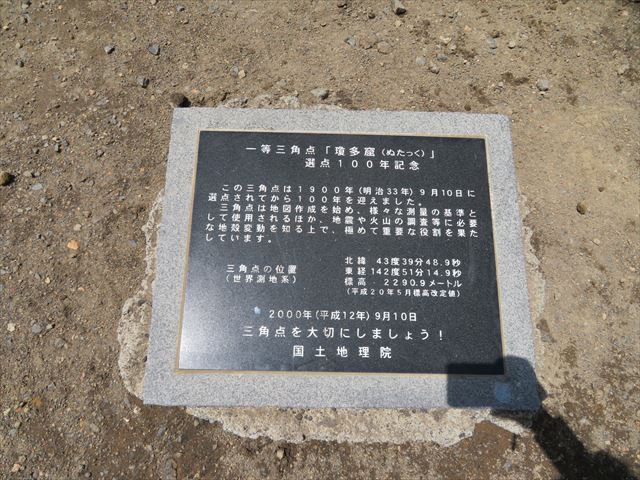 一等三角点「瓊多窟（ぬたっく）」
選点１００年記念
この三角点は１９００年（明治33年）９月10日に
選点されてから１００年を迎えました。
三角点は地図作成を始め、様々な測量の基準と
して使用されるほか、地震や火山の調査等に必要
な地殻変動を知る上で、極めて重要な役割を果た
しています。
三角点の位置
（世界測地系）
北緯 43度39分48.9秒
東経142度51分14.9秒
標高 2290.9メートル
（平成20年5月標高改定値）
2000年（平成12年）９月10日
三角点を大切にしましょう！
国土地理院